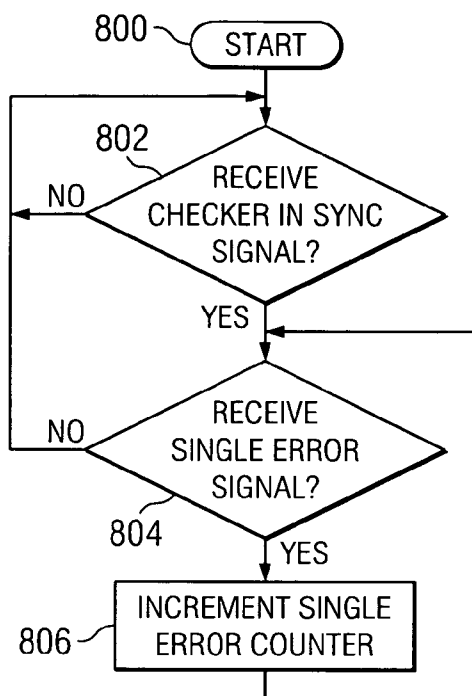 800
START
802
RECEIVE
CHECKER IN SYNC
SIGNAL?
NO
YES
RECEIVE
SINGLE ERROR
SIGNAL?
NO
804
YES
806
INCREMENT SINGLE
ERROR COUNTER